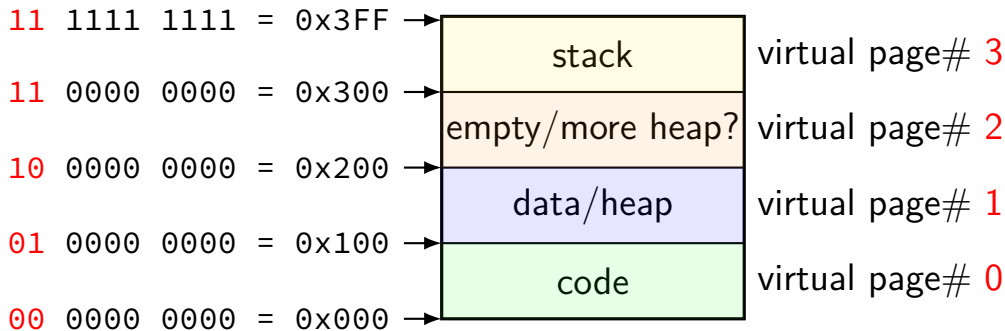 11 1111 1111 = 0x3FF
stack
virtual page# 3
11 0000 0000 = 0x300
empty/more heap?
virtual page# 2
10 0000 0000 = 0x200
data/heap
virtual page# 1
01 0000 0000 = 0x100
code
virtual page# 0
00 0000 0000 = 0x000